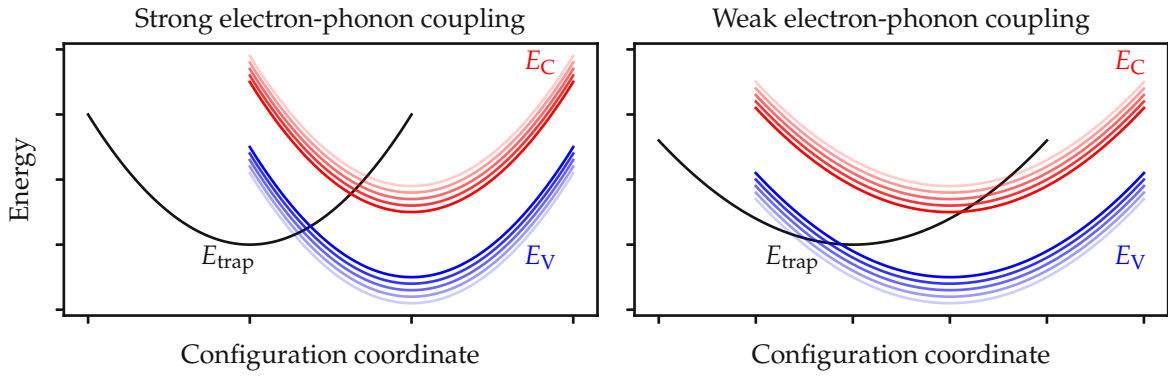 Strong electron-phonon coupling
Weak electron-phonon coupling
Energy
E_C
E_trap
E_V
E_C
E_trap
E_V
Configuration coordinate
Configuration coordinate